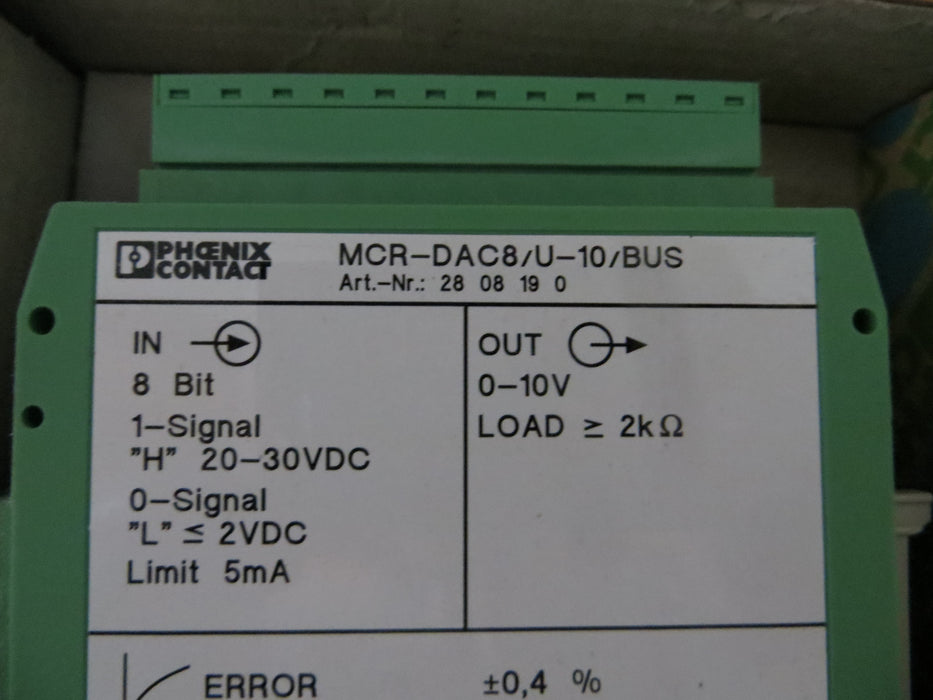 PHŒNIX
CONTACT
MCR-DAC8/U-10/BUS
Art.-Nr.: 28 08 19 0
IN
8 Bit
1-Signal
"H" 20-30VDC
0-Signal
"L" ≤ 2VDC
Limit 5mA
OUT
0-10V
LOAD ≥ 2kΩ
ERROR ±0,4 %